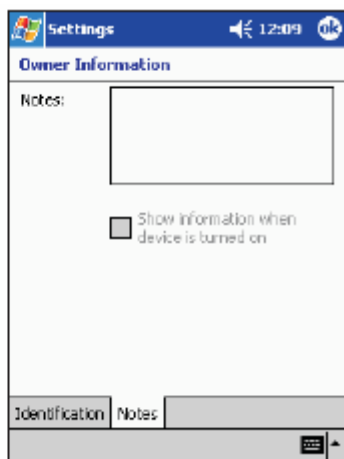 Settings 12:09 ok
Owner Information
Notes:
Show information when
device is turned on
Identification Notes